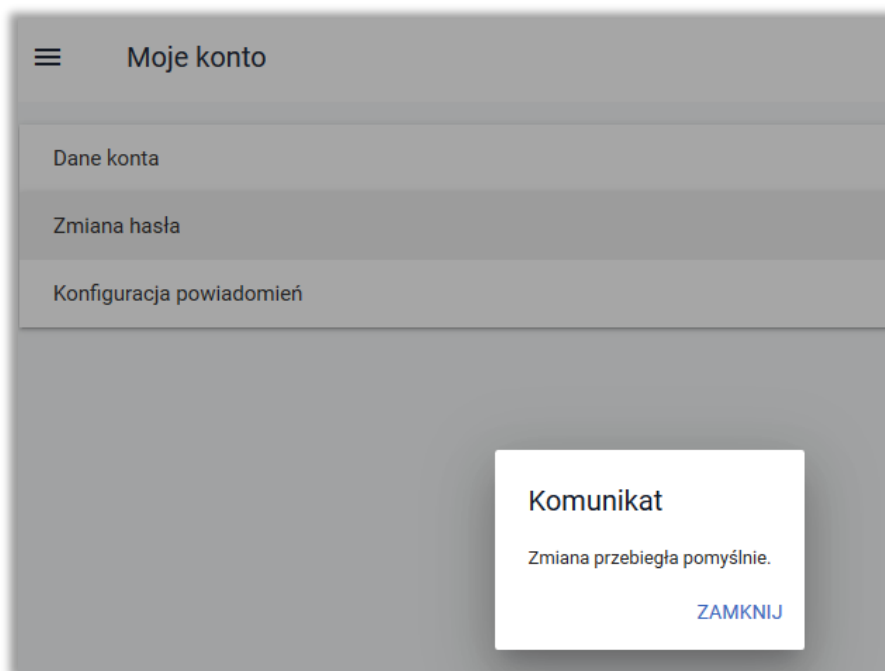 Moje konto
Dane konta
Zmiana hasła
Konfiguracja powiadomień
Komunikat
Zmiana przebiegła pomyślnie.
ZAMKNIJ